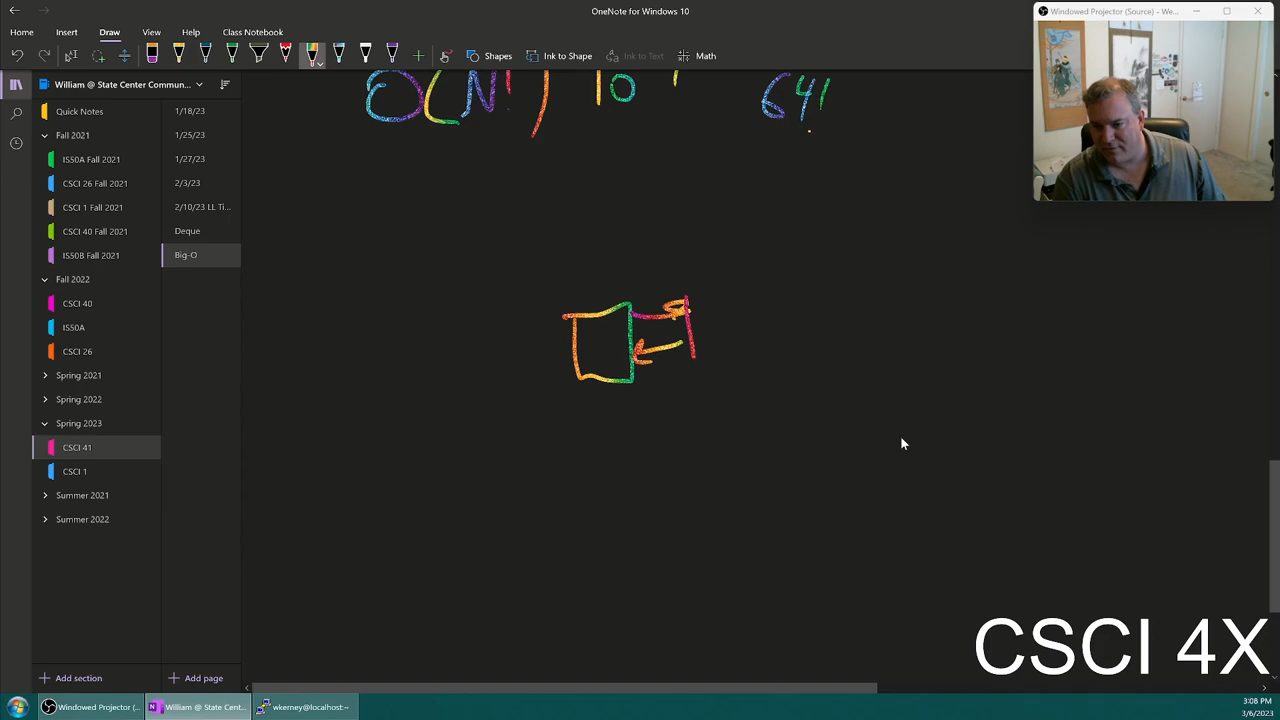 OneNote for Windows 10
Windowed Projector (Source) - We...
Home Insert Draw View Help Class Notebook
Shapes Ink to Shape Ink to Text Math
William @ State Center Commun...
Quick Notes
Fall 2021
IS50A Fall 2021
CSCI 26 Fall 2021
CSCI 1 Fall 2021
CSCI 40 Fall 2021
IS50B Fall 2021
Fall 2022
CSCI 40
IS50A
CSCI 26
Spring 2021
Spring 2022
Spring 2023
CSCI 41
CSCI 1
Summer 2021
Summer 2022
Add section
1/18/23
1/25/23
1/27/23
2/3/23
2/10/23 LL Ti...
Deque
Big-O
Add page
O(N!) 10! 64!
CSCI 4X
Windowed Projector (...
William @ State Cent...
wkerney@localhost:~
3:08 PM
3/6/2023